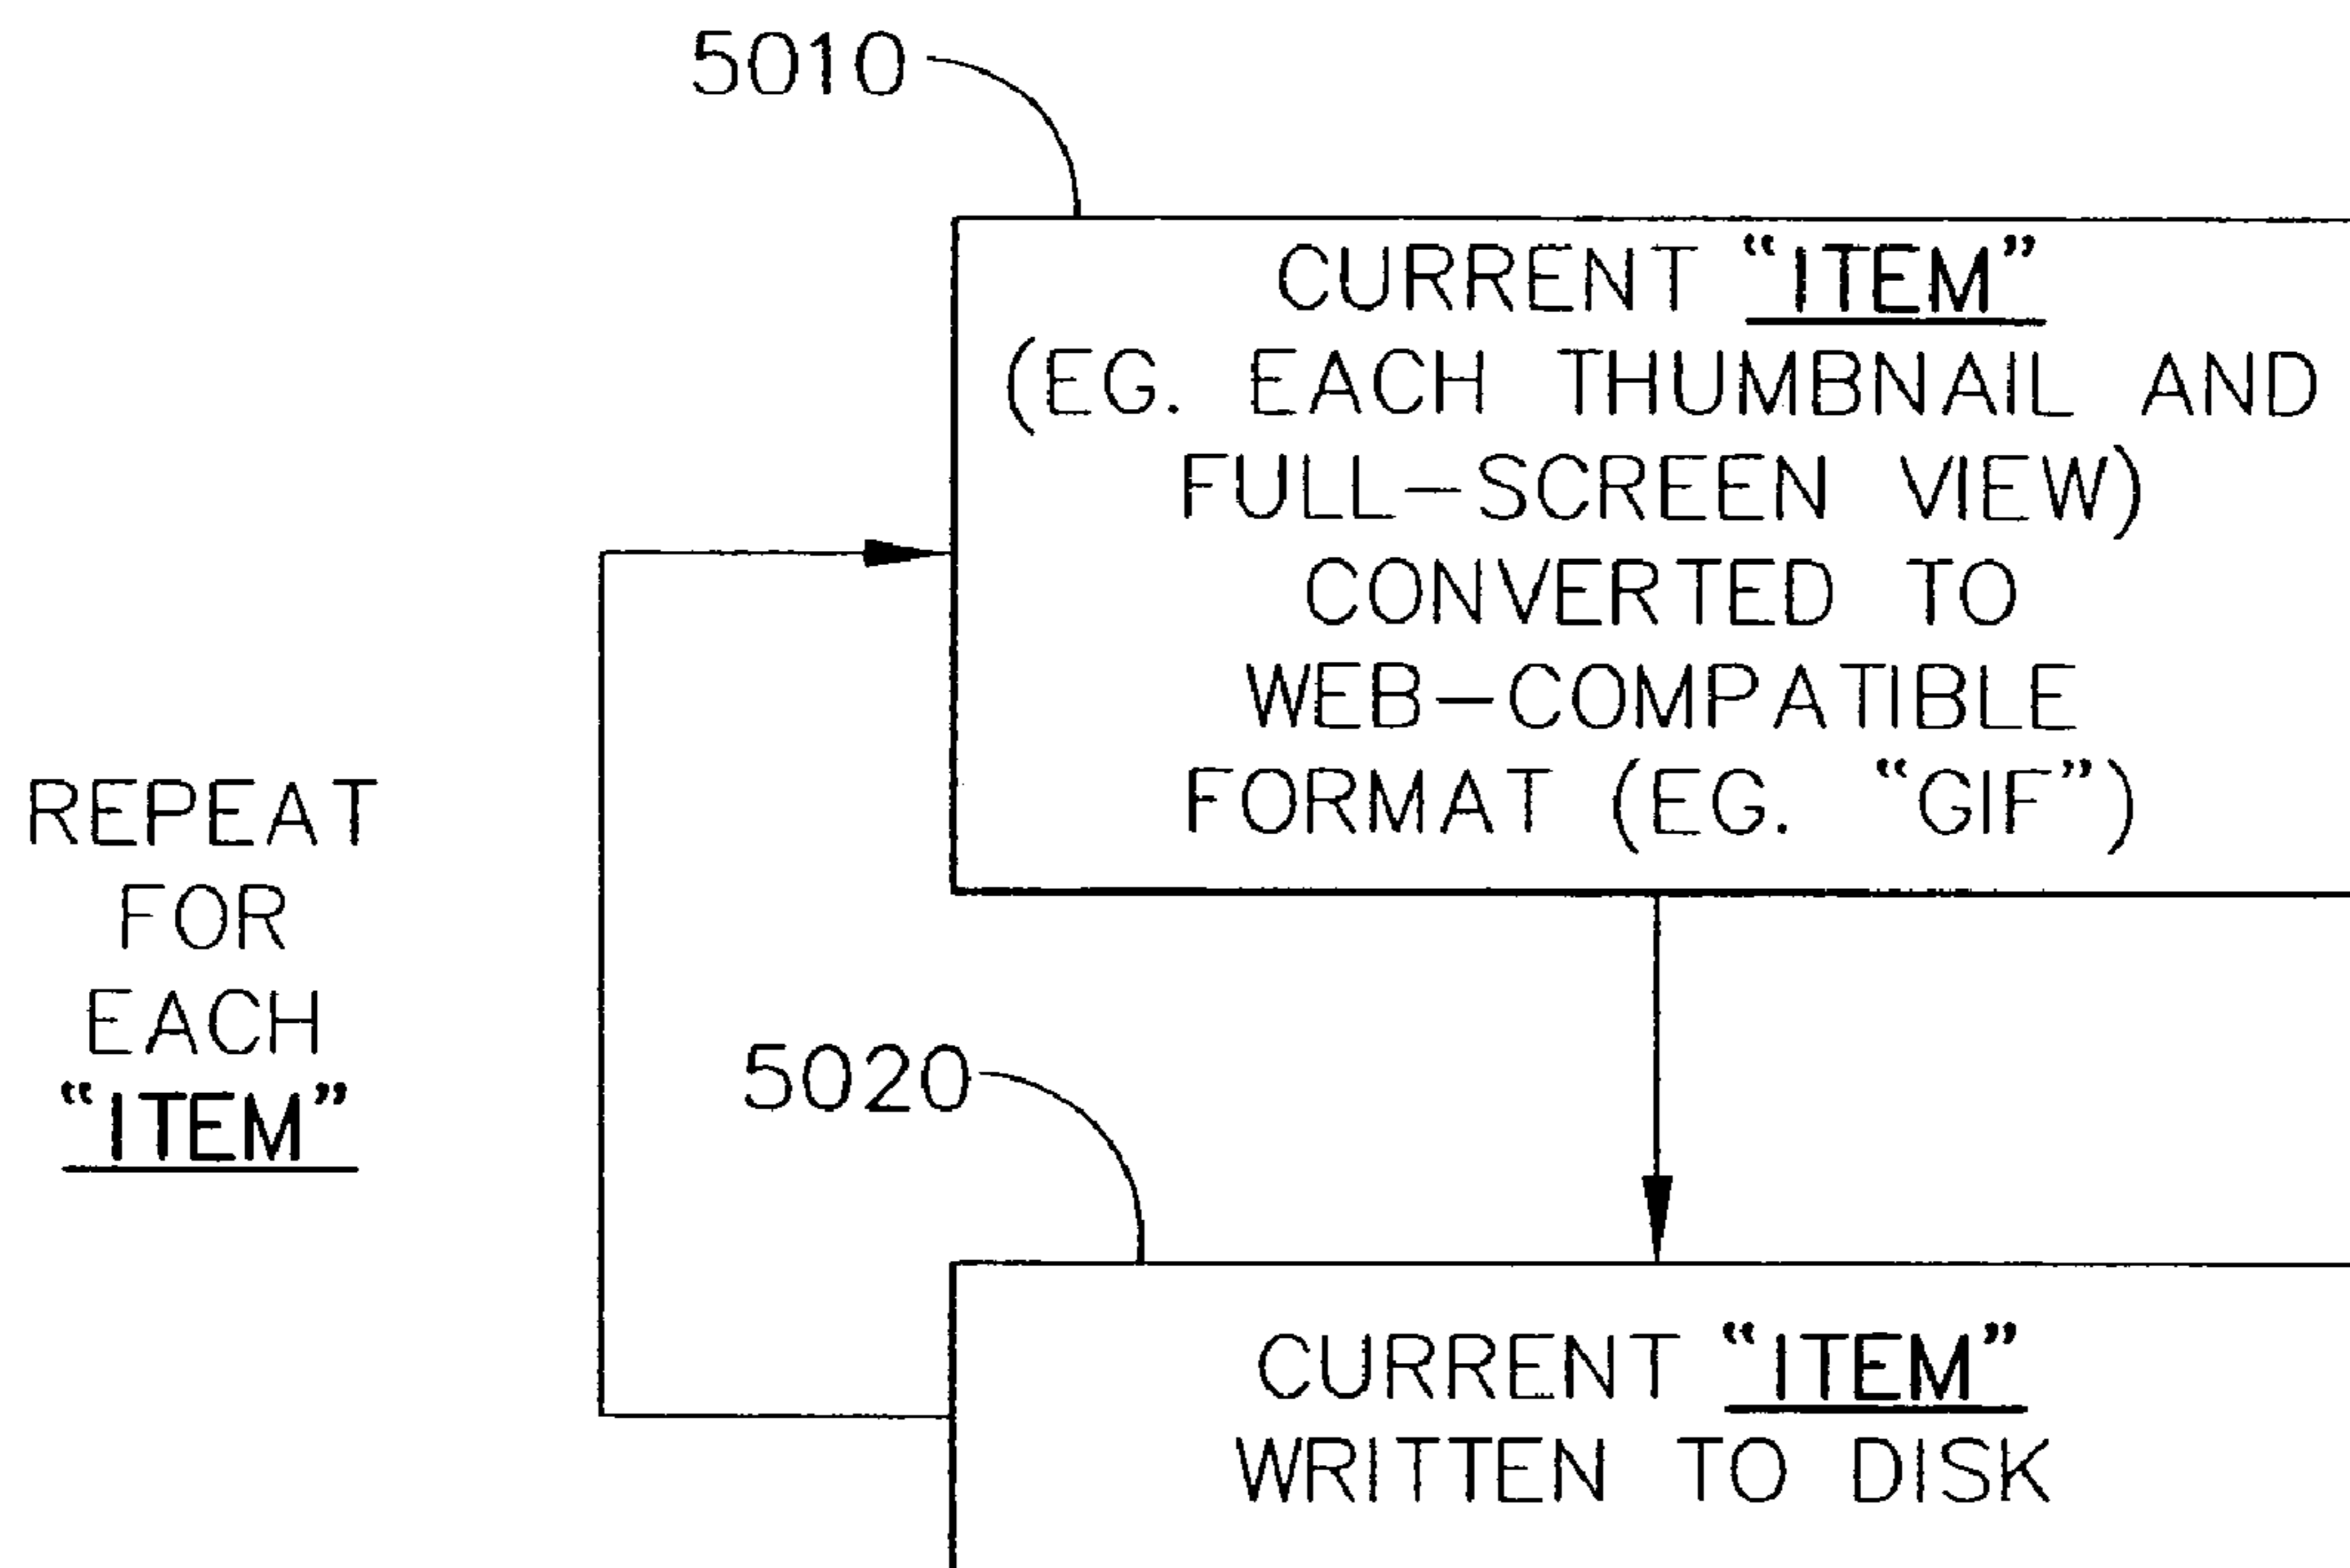 5010
CURRENT “ITEM”
(EG. EACH THUMBNAIL AND
FULL-SCREEN VIEW)
CONVERTED TO
WEB-COMPATIBLE
FORMAT (EG. “GIF”)
REPEAT
FOR
EACH
“ITEM”
5020
CURRENT “ITEM”
WRITTEN TO DISK